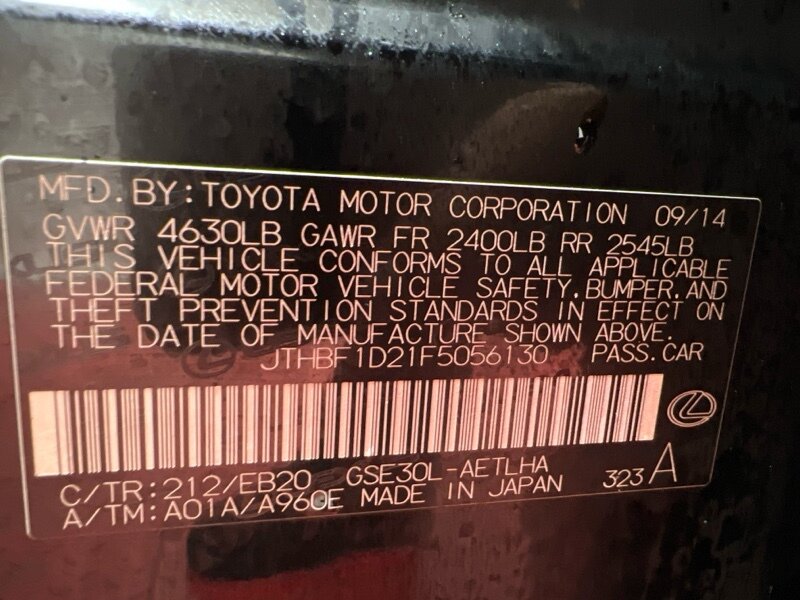 MFD.BY:TOYOTA MOTOR CORPORATION 09/14
GVWR 4630LB GAWR FR 2400LB RR 2545LB
THIS VEHICLE CONFORMS TO ALL APPLICABLE
FEDERAL MOTOR VEHICLE SAFETY,BUMPER,AND
THEFT PREVENTION STANDARDS IN EFFECT ON
THE DATE OF MANUFACTURE SHOWN ABOVE.
JTHBF1D21F5056130 PASS.CAR
C/TR:212/EB20 GSE30L-AETLHA
A/TM:A01A/A960E MADE IN JAPAN 323 A